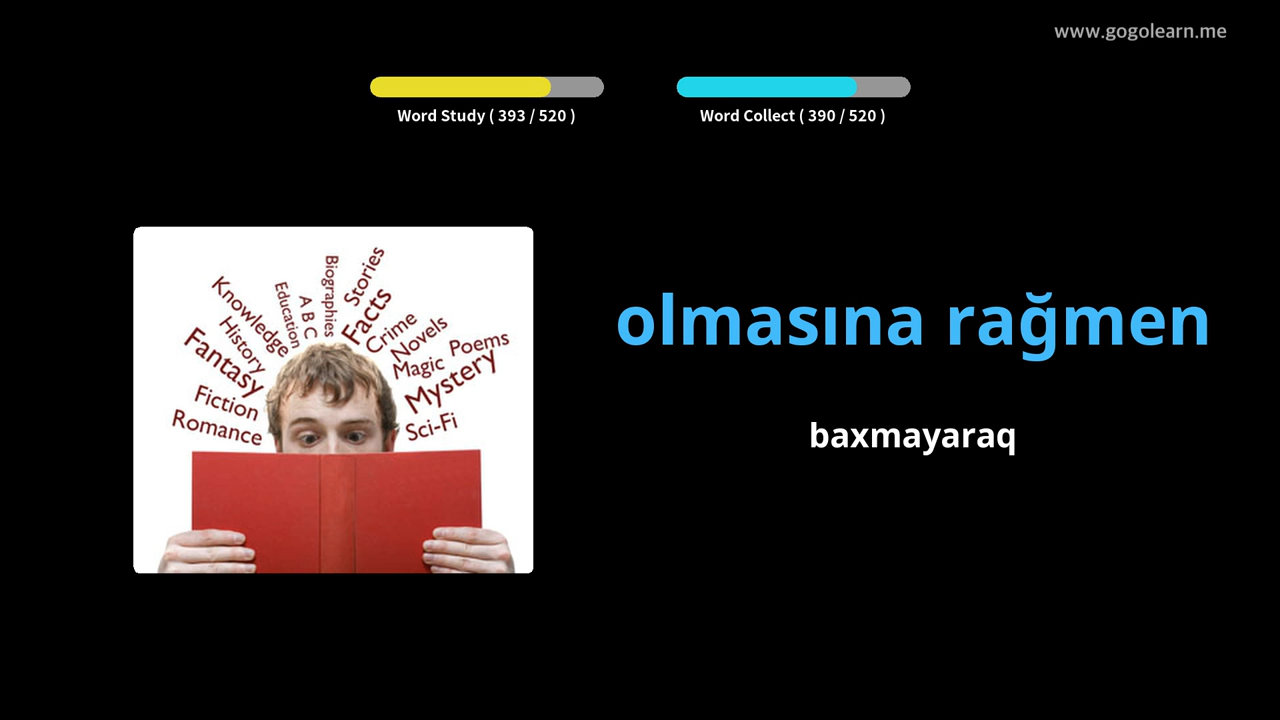 www.gogolearn.me
Word Study ( 393 / 520 )
Word Collect ( 390 / 520 )
Biographies
Stories
Knowledge
Education
A B C
Facts
History
Crime
Novels
Fantasy
Magic
Poems
Mystery
Fiction
Romance
Sci-Fi
olmasına rağmen
baxmayaraq